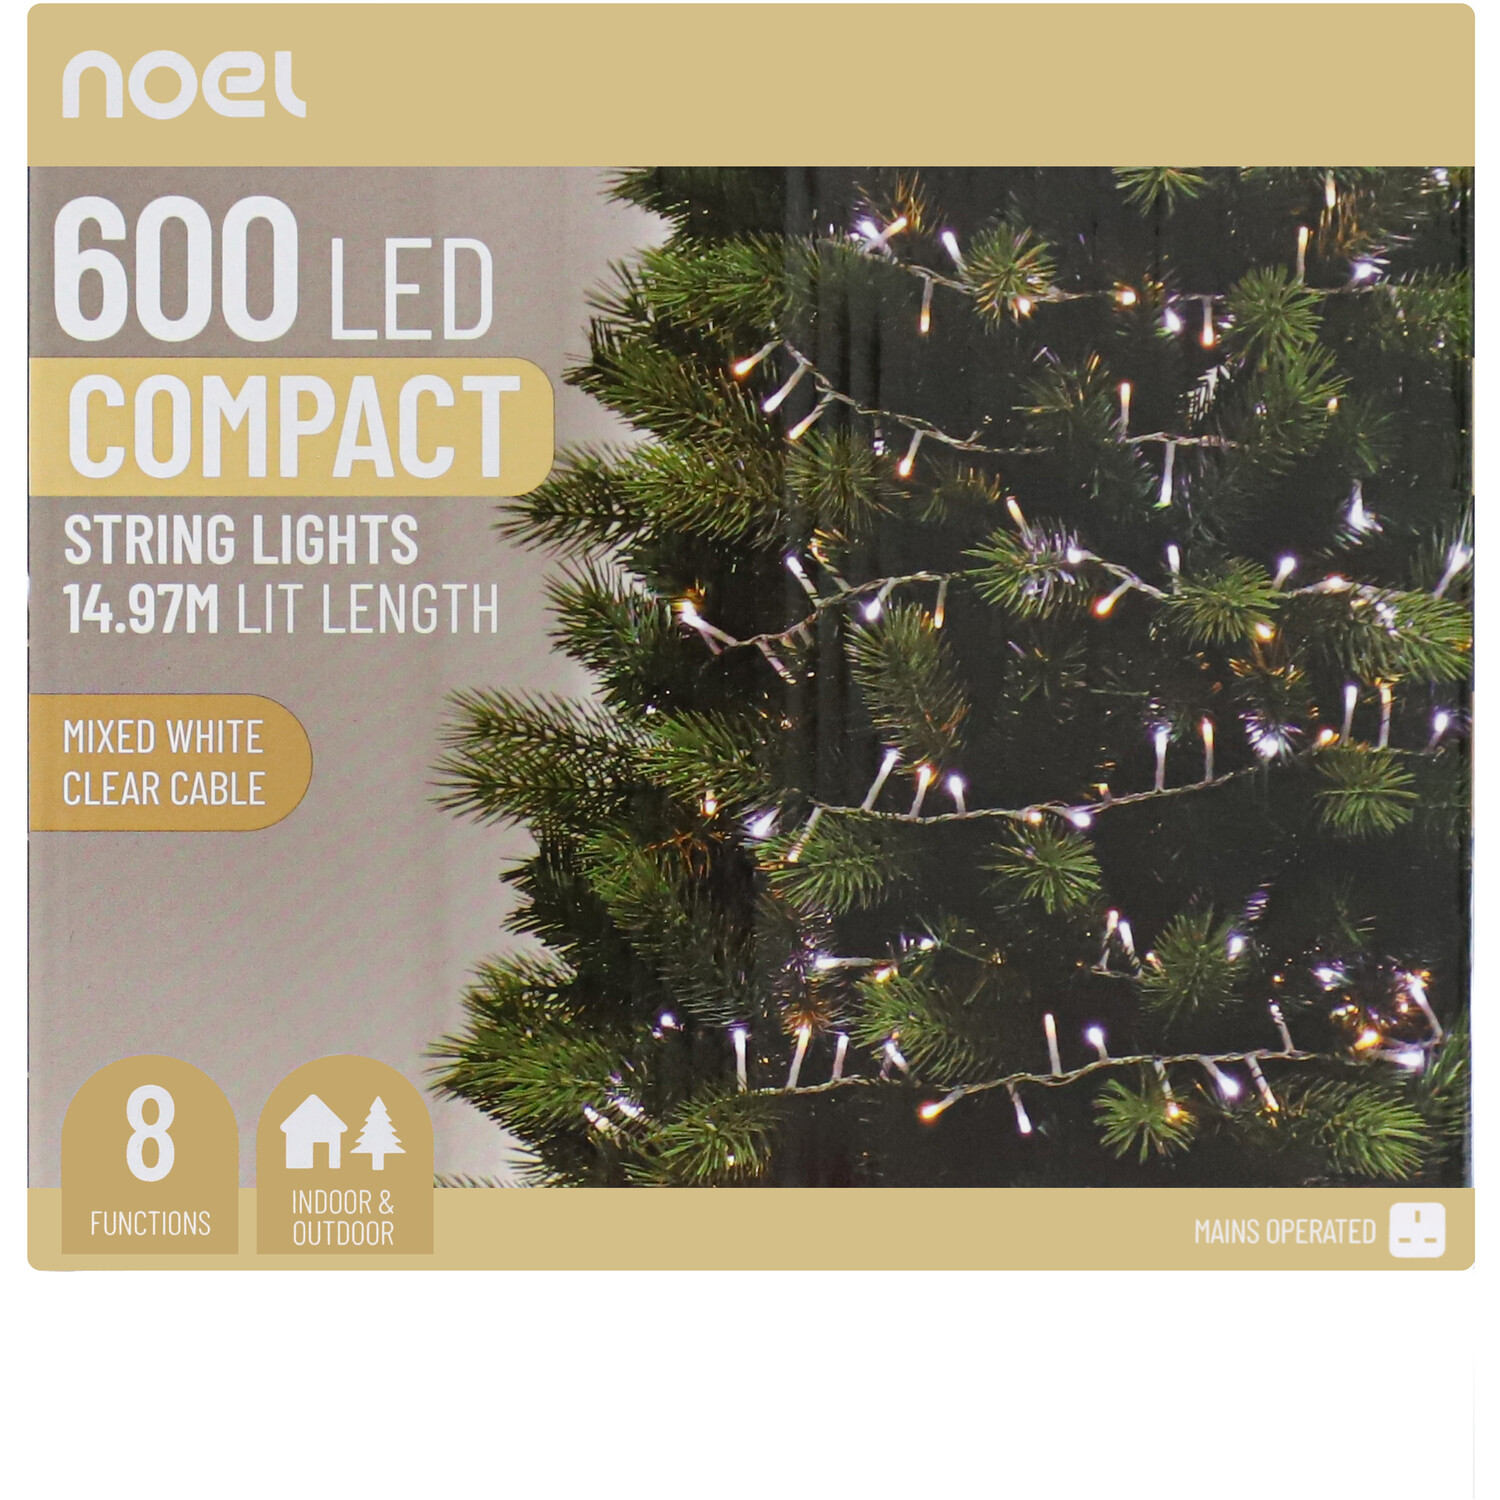 noel
600 LED
COMPACT
STRING LIGHTS
14.97M LIT LENGTH
MIXED WHITE
CLEAR CABLE
8
FUNCTIONS
INDOOR &
OUTDOOR
MAINS OPERATED